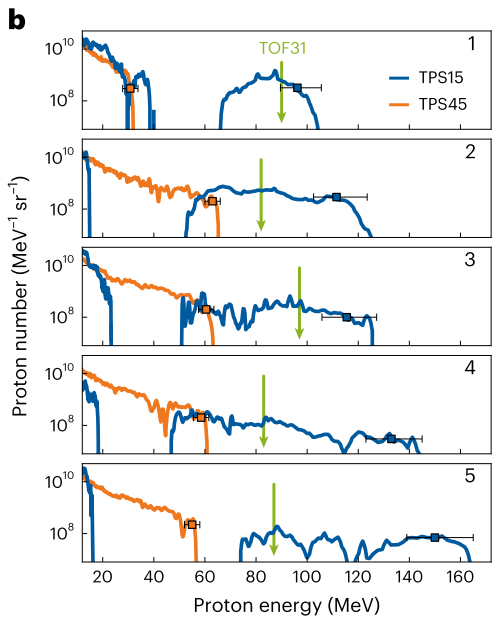 b
TOF31
1
10¹⁰
TPS15
10⁸
TPS45
2
10¹⁰
10⁸
3
10¹⁰
10⁸
Proton number (MeV⁻¹ sr⁻¹)
4
10¹⁰
10⁸
5
10¹⁰
10⁸
20 40 60 80 100 120 140 160
Proton energy (MeV)